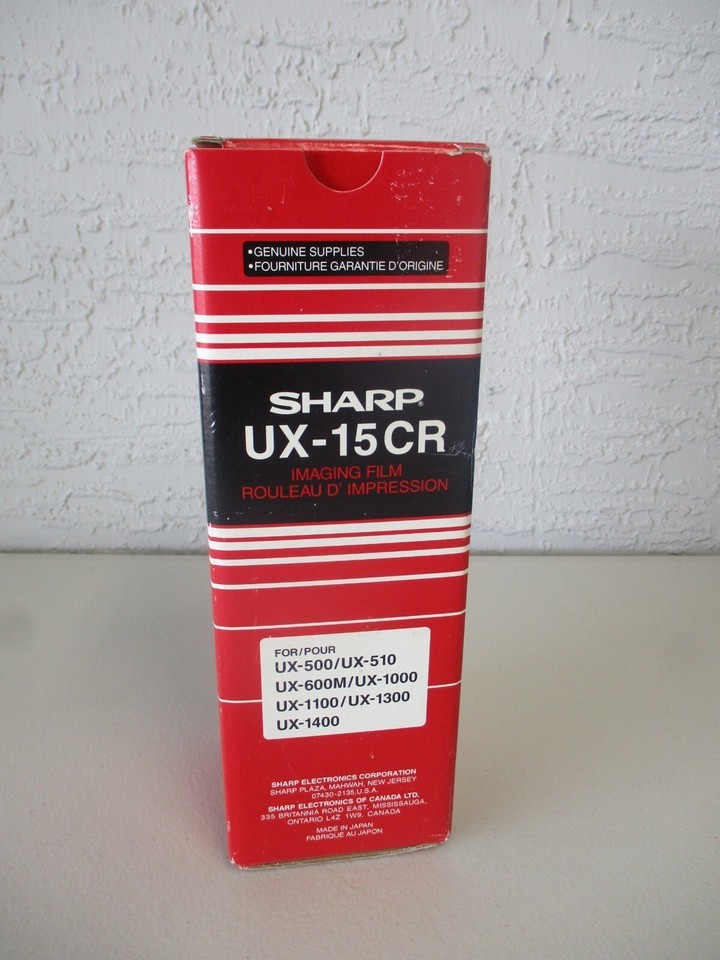 •GENUINE SUPPLIES
•FOURNITURE GARANTIE D'ORIGINE
SHARP®
UX-15CR
IMAGING FILM
ROULEAU D' IMPRESSION
FOR/POUR
UX-500/UX-510
UX-600M/UX-1000
UX-1100/UX-1300
UX-1400
SHARP ELECTRONICS CORPORATION
SHARP PLAZA, MAHWAH, NEW JERSEY
07430-2135,U.S.A.
SHARP ELECTRONICS OF CANADA LTD.
335 BRITANNIA ROAD EAST, MISSISSAUGA,
ONTARIO L4Z 1W9, CANADA
MADE IN JAPAN
FABRIQUÉ AU JAPON